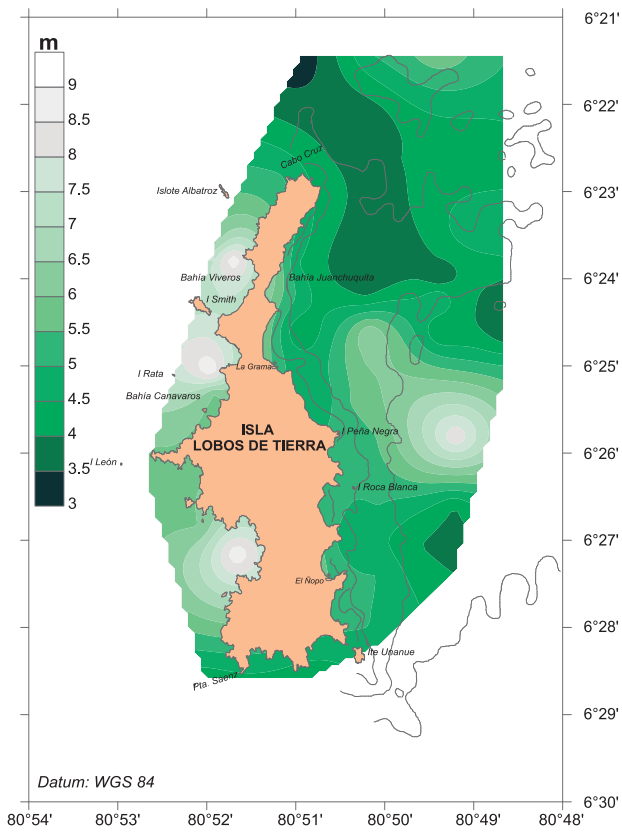 m
9
8.5
8
7.5
7
6.5
6
5.5
5
4.5
4
3.5
3
6°21'
6°22'
6°23'
6°24'
6°25'
6°26'
6°27'
6°28'
6°29'
6°30'
Cabo Cruz
Islote Albatroz
Bahía Viveros
Bahía Juanchuquita
I Smith
La Grama
I Rata
Bahía Canavaros
ISLA
LOBOS DE TIERRA
I Peña Negra
I León
I Roca Blanca
El Ñopo
Ite Unanue
Pta. Saenz
Datum: WGS 84
80°54'
80°53'
80°52'
80°51'
80°50'
80°49'
80°48'